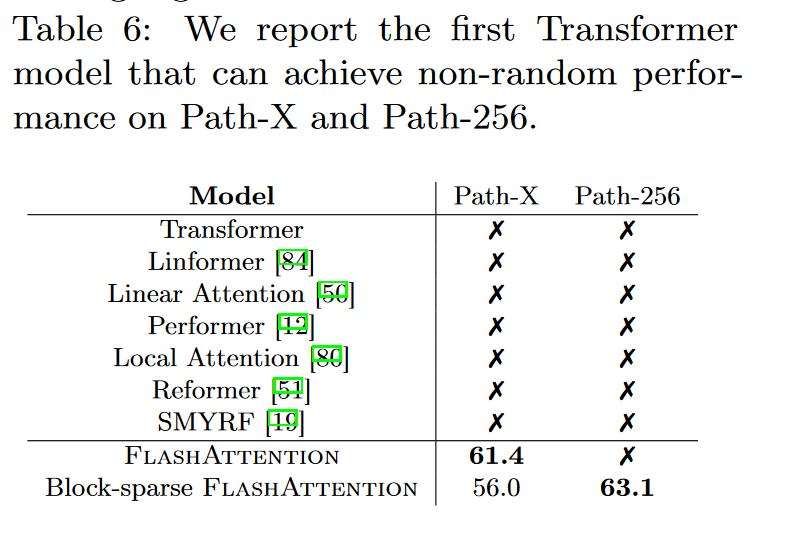 Table 6: We report the first Transformer
model that can achieve non-random perfor-
mance on Path-X and Path-256.
Model Path-X Path-256
Transformer ✗ ✗
Linformer [84] ✗ ✗
Linear Attention [50] ✗ ✗
Performer [12] ✗ ✗
Local Attention [80] ✗ ✗
Reformer [51] ✗ ✗
SMYRF [19] ✗ ✗
FLASHATTENTION 61.4 ✗
Block-sparse FLASHATTENTION 56.0 63.1